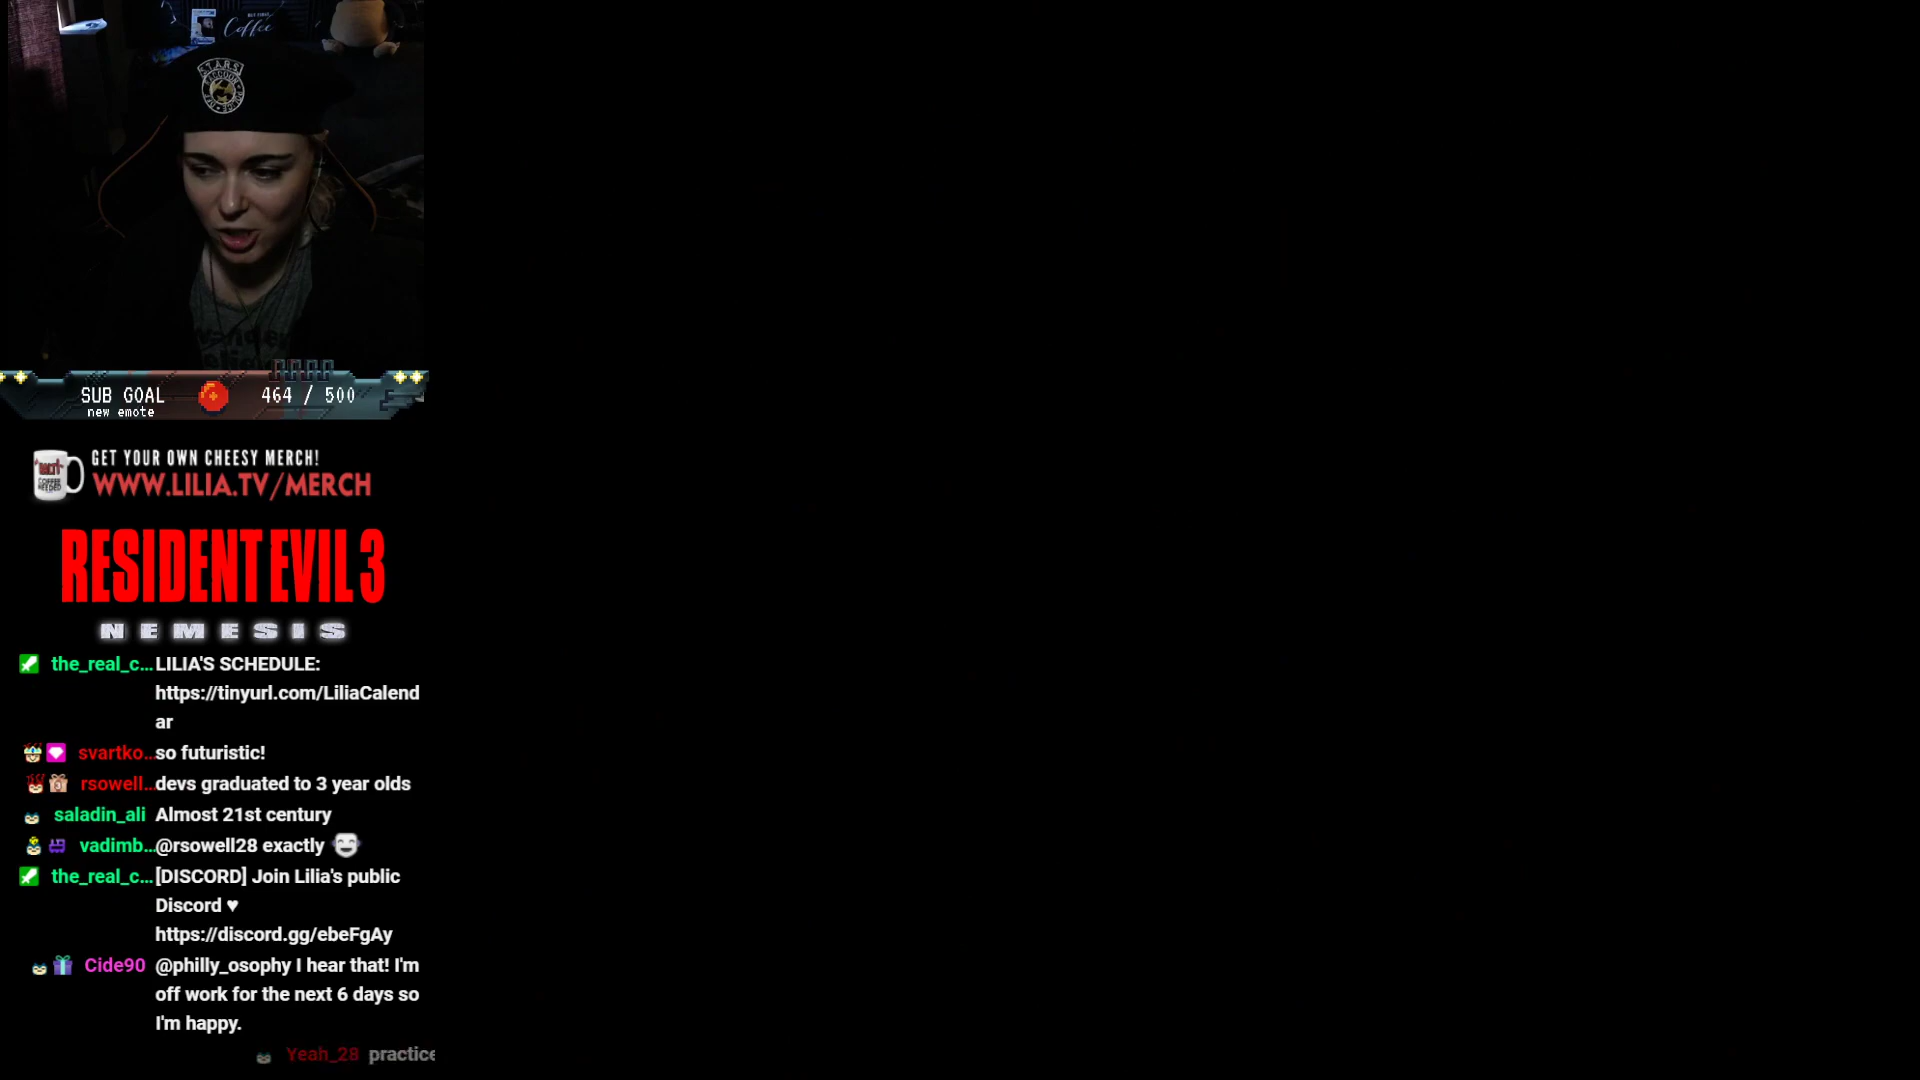 Coffee
S.T.A.R.S.
RACCOON
SUB GOAL
464 / 500
new emote
GET YOUR OWN CHEESY MERCH!
WWW.LILIA.TV/MERCH
RESIDENT EVIL 3
NEMESIS
the_real_c... LILIA'S SCHEDULE:
https://tinyurl.com/LiliaCalend
ar
svartko... so futuristic!
rsowell... devs graduated to 3 year olds
saladin_ali Almost 21st century
vadimb... @rsowell28 exactly
the_real_c... [DISCORD] Join Lilia's public
Discord ♥
https://discord.gg/ebeFgAy
Cide90 @philly_osophy I hear that! I'm
off work for the next 6 days so
I'm happy.
Yeah_28 practice